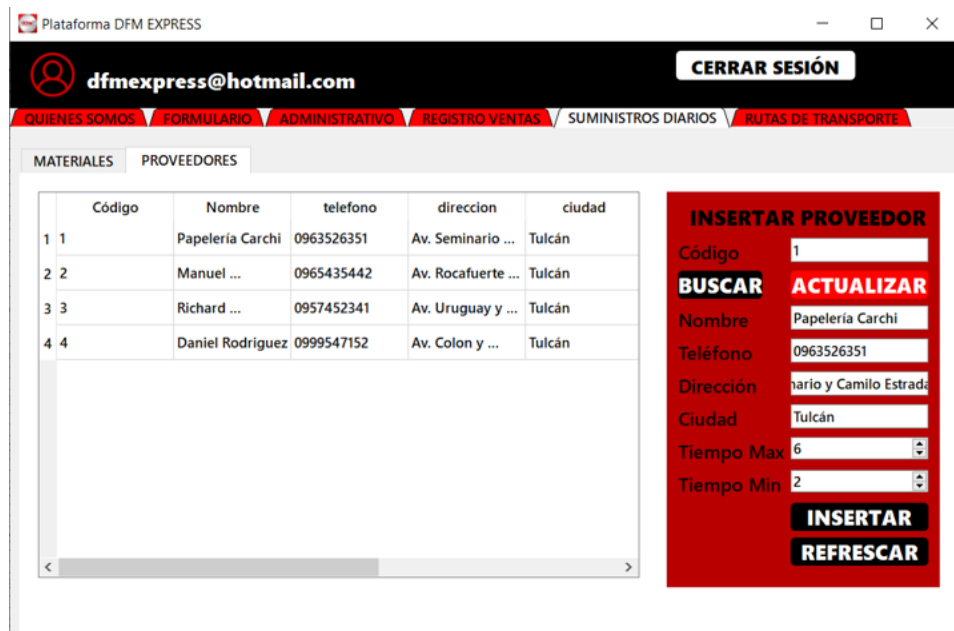 Plataforma DFM EXPRESS
dfmexpress@hotmail.com
CERRAR SESIÓN
QUIENES SOMOS FORMULARIO ADMINISTRATIVO REGISTRO VENTAS SUMINISTROS DIARIOS RUTAS DE TRANSPORTE
MATERIALES PROVEEDORES
Código Nombre telefono direccion ciudad
1 1 Papelería Carchi 0963526351 Av. Seminario ... Tulcán
2 2 Manuel ... 0965435442 Av. Rocafuerte ... Tulcán
3 3 Richard ... 0957452341 Av. Uruguay y ... Tulcán
4 4 Daniel Rodriguez 0999547152 Av. Colon y ... Tulcán
INSERTAR PROVEEDOR
Código 1
BUSCAR ACTUALIZAR
Nombre Papelería Carchi
Teléfono 0963526351
Dirección nario y Camilo Estrada
Ciudad Tulcán
Tiempo Max 6
Tiempo Min 2
INSERTAR
REFRESCAR